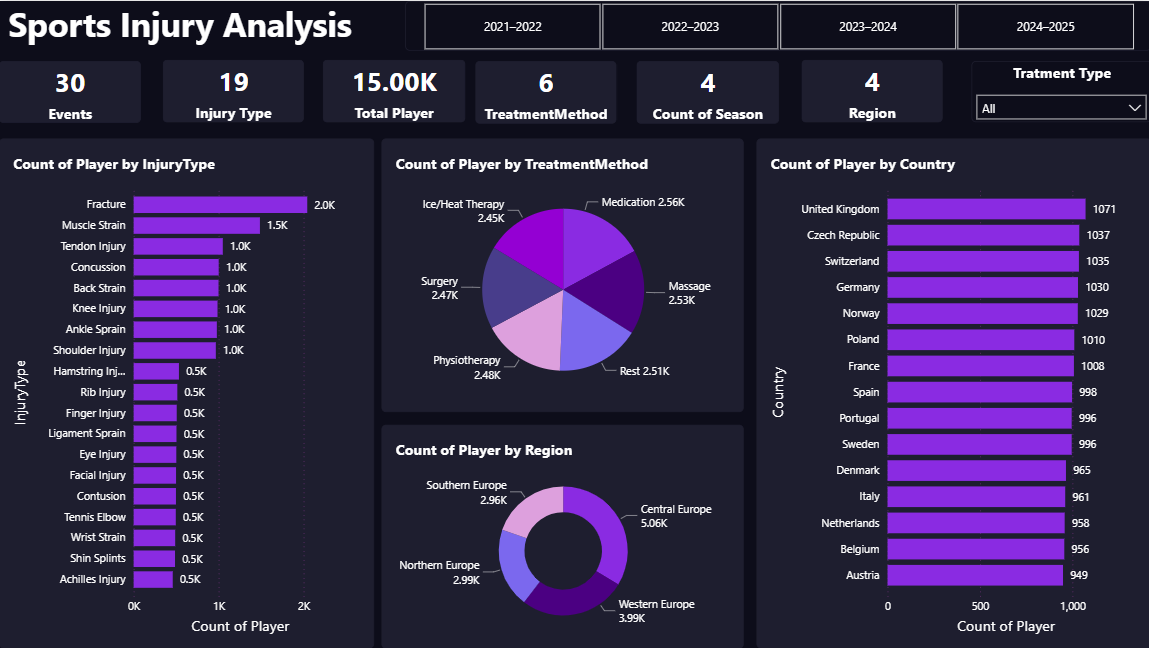 Sports Injury Analysis
2021–2022
2022–2023
2023–2024
2024–2025
30
Events
19
Injury Type
15.00K
Total Player
6
TreatmentMethod
4
Count of Season
4
Region
Tratment Type
All
Count of Player by InjuryType
InjuryType
Fracture 2.0K
Muscle Strain 1.5K
Tendon Injury 1.0K
Concussion 1.0K
Back Strain 1.0K
Knee Injury 1.0K
Ankle Sprain 1.0K
Shoulder Injury 1.0K
Hamstring Inj... 0.5K
Rib Injury 0.5K
Finger Injury 0.5K
Ligament Sprain 0.5K
Eye Injury 0.5K
Facial Injury 0.5K
Contusion 0.5K
Tennis Elbow 0.5K
Wrist Strain 0.5K
Shin Splints 0.5K
Achilles Injury 0.5K
0K 1K 2K
Count of Player
Count of Player by TreatmentMethod
Medication 2.56K
Massage
2.53K
Rest 2.51K
Physiotherapy
2.48K
Surgery
2.47K
Ice/Heat Therapy
2.45K
Count of Player by Region
Central Europe
5.06K
Western Europe
3.99K
Northern Europe
2.99K
Southern Europe
2.96K
Count of Player by Country
Country
United Kingdom 1071
Czech Republic 1037
Switzerland 1035
Germany 1030
Norway 1029
Poland 1010
France 1008
Spain 998
Portugal 996
Sweden 996
Denmark 965
Italy 961
Netherlands 958
Belgium 956
Austria 949
0 500 1,000
Count of Player